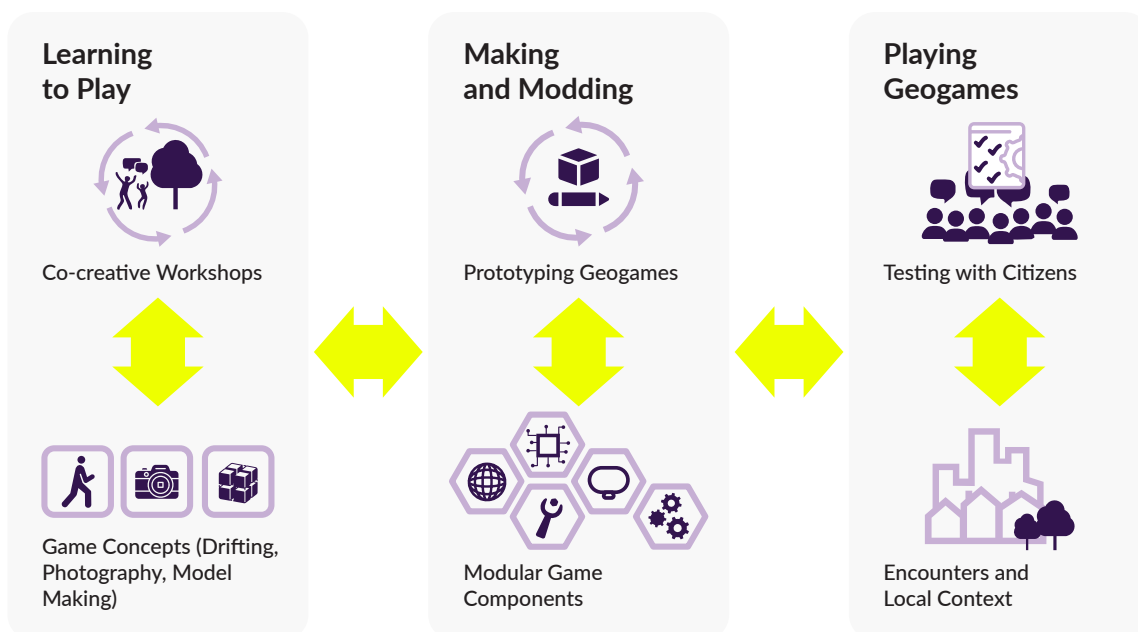 Learning
to Play
Co-creative Workshops
Game Concepts (Drifting,
Photography, Model
Making)
Making
and Modding
Prototyping Geogames
Modular Game
Components
Playing
Geogames
Testing with Citizens
Encounters and
Local Context